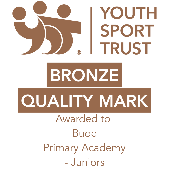 YOUTH
SPORT
TRUST
BRONZE
QUALITY MARK
Awarded to
Bude
Primary Academy
- Juniors